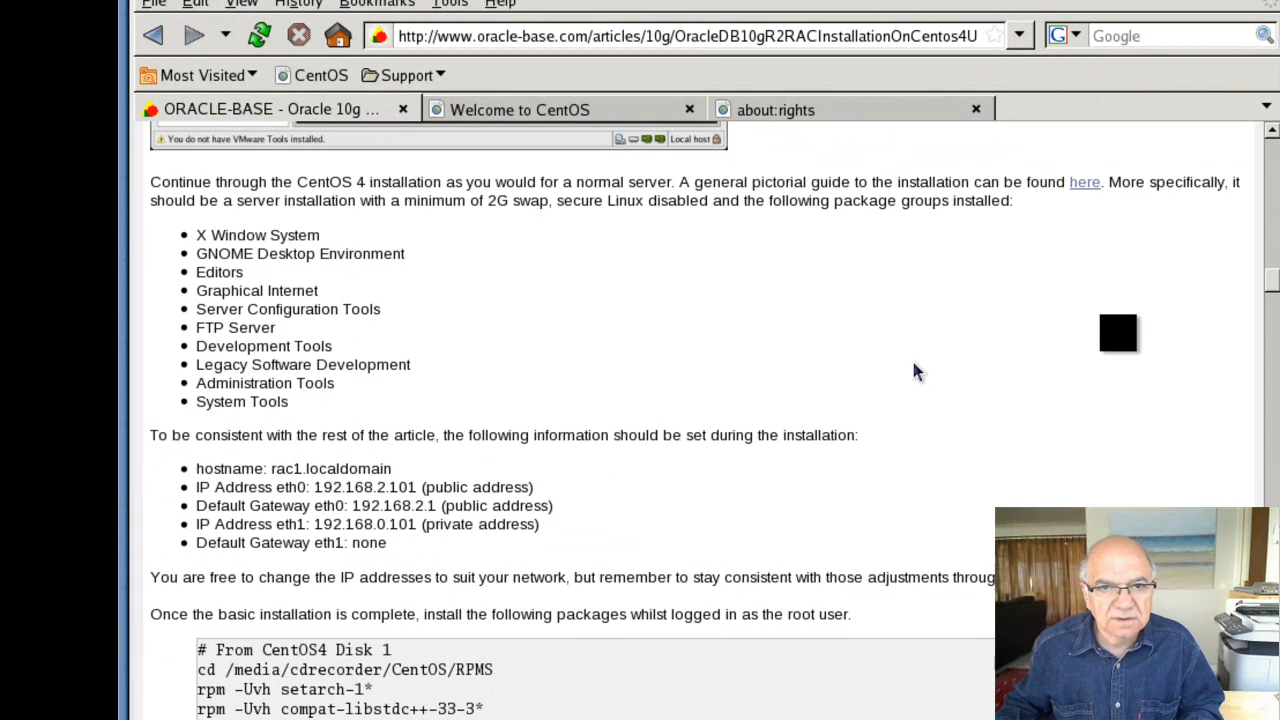 File Edit View Go Bookmarks Tools Help
http://www.oracle-base.com/articles/10g/OracleDB10gR2RACInstallationOnCentos4U
G Google
Most Visited CentOS Support
ORACLE-BASE - Oracle 10g ... Welcome to CentOS about:rights
You do not have VMware Tools installed. Local host
Continue through the CentOS 4 installation as you would for a normal server. A general pictorial guide to the installation can be found here. More specifically, it
should be a server installation with a minimum of 2G swap, secure Linux disabled and the following package groups installed:
X Window System
GNOME Desktop Environment
Editors
Graphical Internet
Server Configuration Tools
FTP Server
Development Tools
Legacy Software Development
Administration Tools
System Tools
To be consistent with the rest of the article, the following information should be set during the installation:
hostname: rac1.localdomain
IP Address eth0: 192.168.2.101 (public address)
Default Gateway eth0: 192.168.2.1 (public address)
IP Address eth1: 192.168.0.101 (private address)
Default Gateway eth1: none
You are free to change the IP addresses to suit your network, but remember to stay consistent with those adjustments throug
Once the basic installation is complete, install the following packages whilst logged in as the root user.
# From CentOS4 Disk 1
cd /media/cdrecorder/CentOS/RPMS
rpm -Uvh setarch-1*
rpm -Uvh compat-libstdc++-33-3*